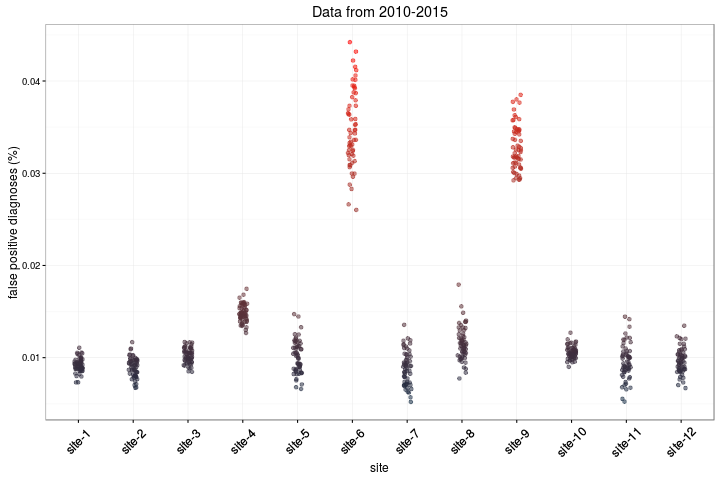 Data from 2010-2015
false positive diagnoses (%)
0.04
0.03
0.02
0.01
site-1
site-2
site-3
site-4
site-5
site-6
site-7
site-8
site-9
site-10
site-11
site-12
site